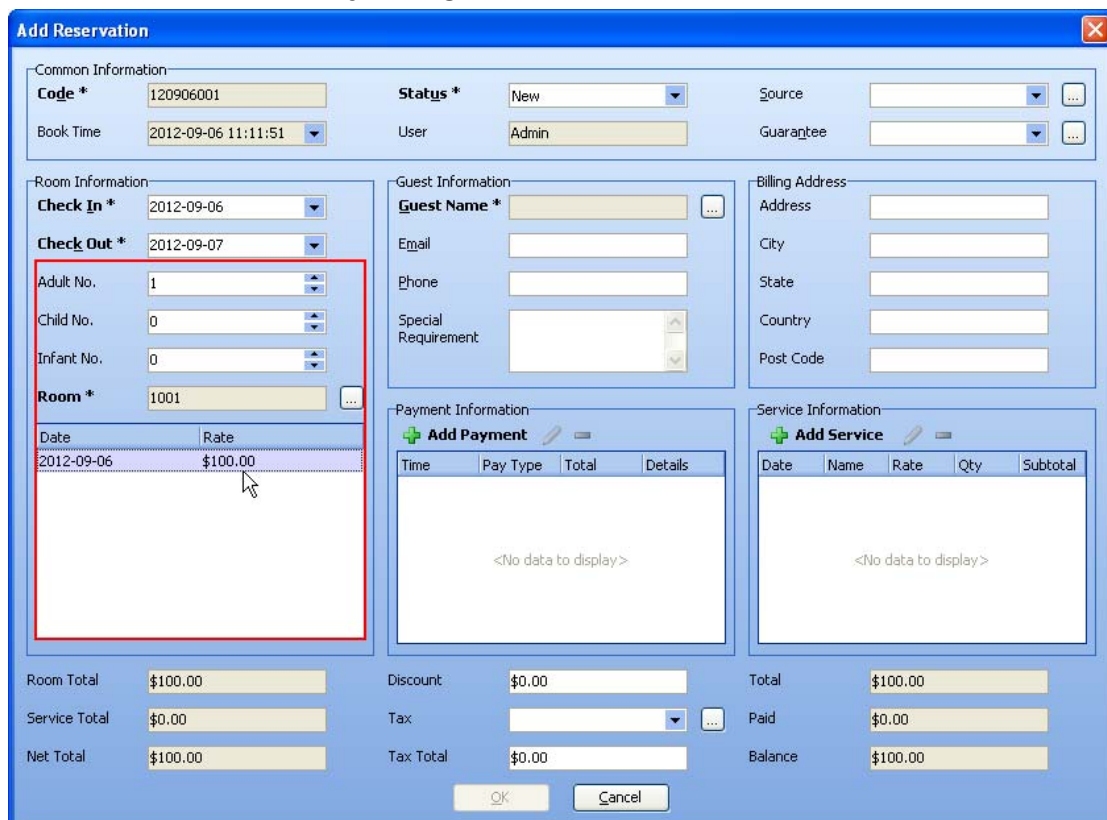 Add Reservation
Common Information
Code * 120906001 Status * New Source ...
Book Time 2012-09-06 11:11:51 User Admin Guarantee ...
Room Information
Check In * 2012-09-06
Check Out * 2012-09-07
Adult No. 1
Child No. 0
Infant No. 0
Room * 1001 ...
Date Rate
2012-09-06 $100.00
Guest Information
Guest Name * ...
Email
Phone
Special
Requirement
Billing Address
Address
City
State
Country
Post Code
Payment Information
Add Payment
Time Pay Type Total Details
<No data to display>
Service Information
Add Service
Date Name Rate Qty Subtotal
<No data to display>
Room Total $100.00 Discount $0.00 Total $100.00
Service Total $0.00 Tax ... Paid $0.00
Net Total $100.00 Tax Total $0.00 Balance $100.00
OK Cancel